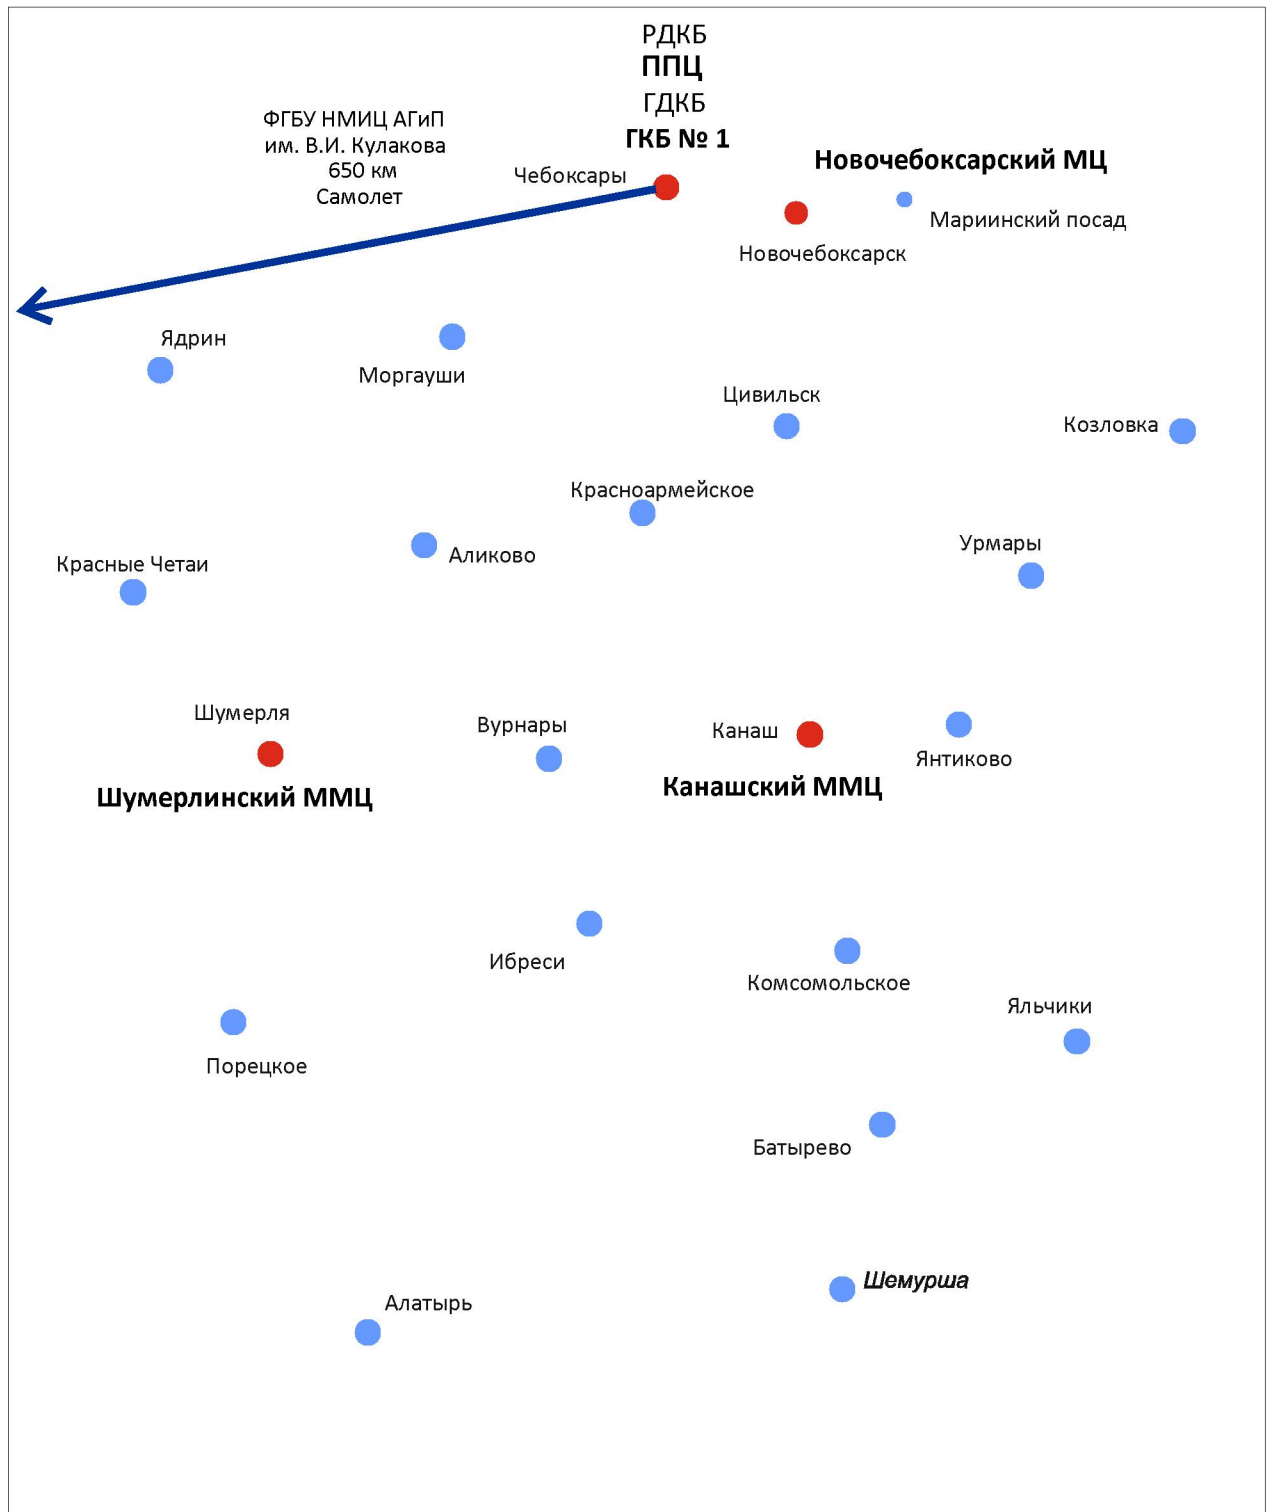 РДКБ
ППЦ
ГДКБ
ГКБ № 1
ФГБУ НМИЦ АГиП
им. В.И. Кулакова
650 км
Самолет
Чебоксары
Новочебоксарский МЦ
Мариинский посад
Новочебоксарск
Ядрин
Моргауши
Цивильск
Козловка
Красноармейское
Аликово
Урмары
Красные Четаи
Шумерля
Вурнары
Канаш
Янтиково
Шумерлинский ММЦ
Канашский ММЦ
Ибреси
Комсомольское
Яльчики
Порецкое
Батырево
Шемурша
Алатырь